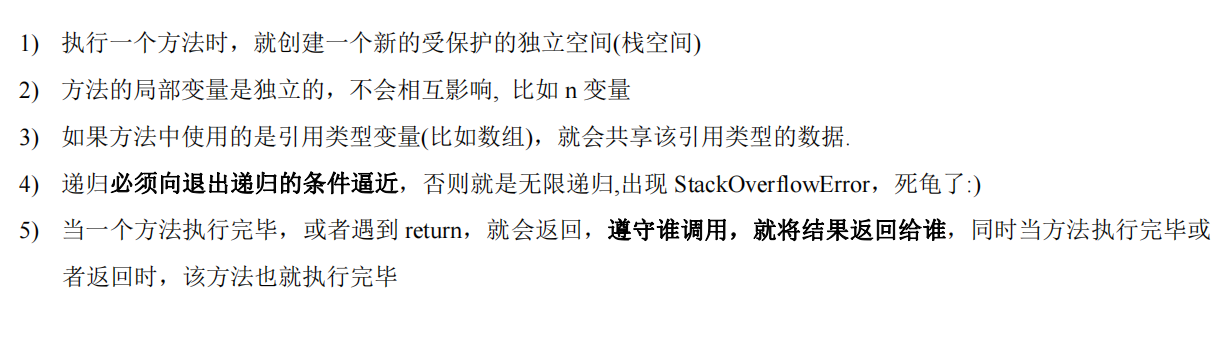 1) 执行一个方法时，就创建一个新的受保护的独立空间(栈空间)
2) 方法的局部变量是独立的，不会相互影响, 比如 n 变量
3) 如果方法中使用的是引用类型变量(比如数组)，就会共享该引用类型的数据.
4) 递归必须向退出递归的条件逼近，否则就是无限递归,出现 StackOverflowError，死龟了:)
5) 当一个方法执行完毕，或者遇到 return，就会返回，遵守谁调用，就将结果返回给谁，同时当方法执行完毕或
者返回时，该方法也就执行完毕